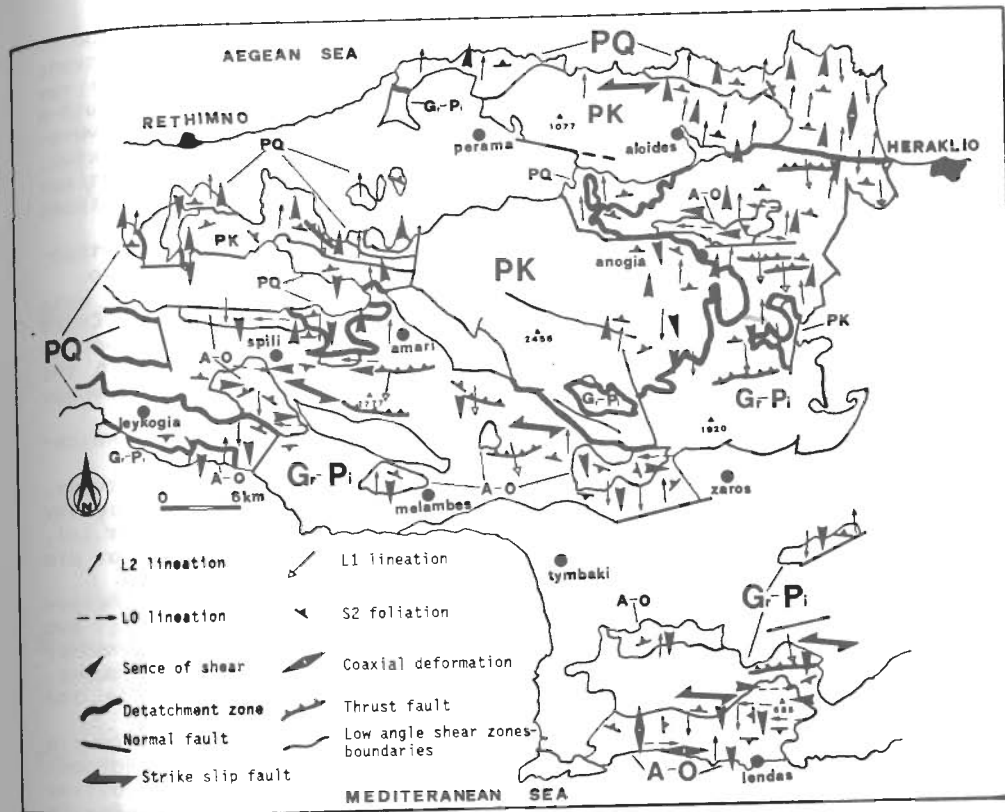 AEGEAN SEA
PQ
RETHIMNO
Gr-Pi
PK
1077
perama
aloides
HERAKLIO
PQ
PQ
A-O
PK
anogia
PK
PQ
PK
2456
amari
spili
PQ
A-O
Gr-Pi
Gr-Pi
1920
leykogia
Gr-Pi
A-O
Gr-Pi
A-O
melambes
zaros
N
0 6km
L2 lineation
L1 lineation
L0 lineation
S2 foliation
Sence of shear
Coaxial deformation
Detatchment zone
Thrust fault
Normal fault
Low angle shear zones-
boundaries
Strike slip fault
tymbaki
A-O
Gr-Pi
A-O
lendas
MEDITERANEAN SEA